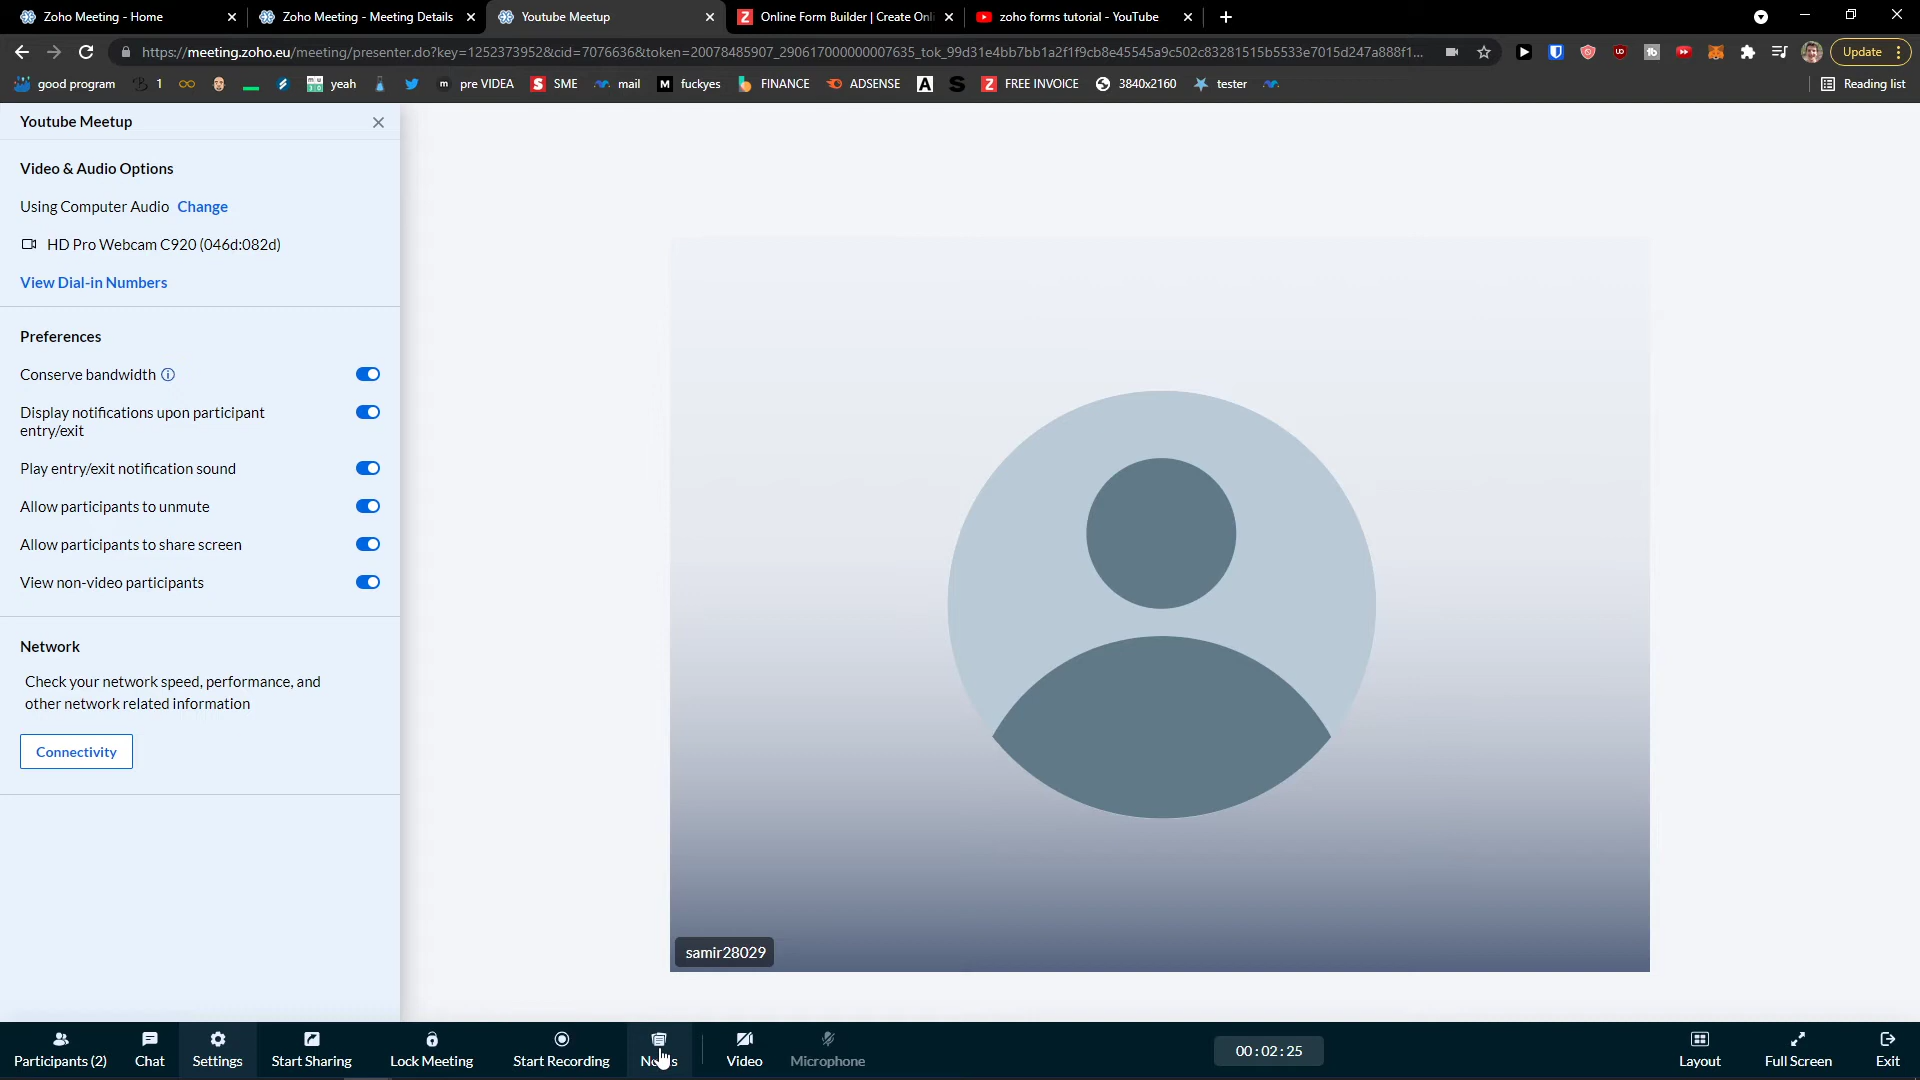 Zoho Meeting - Home
Zoho Meeting - Meeting Details
Youtube Meetup
Online Form Builder | Create Onli
zoho forms tutorial - YouTube
https://meeting.zoho.eu/meeting/presenter.do?key=1252373952&cid=7076636&token=20078485907_290617000000007635_tok_99d31e4bb7bb1a2f1f9cb8e45545a9c502c83281515b5533e7015d247a888f1...
Update
good program
1
yeah
pre VIDEA
SME
mail
fuckyes
FINANCE
ADSENSE
FREE INVOICE
3840x2160
tester
Reading list
Youtube Meetup
Video & Audio Options
Using Computer Audio Change
HD Pro Webcam C920 (046d:082d)
View Dial-in Numbers
Preferences
Conserve bandwidth
Display notifications upon participant
entry/exit
Play entry/exit notification sound
Allow participants to unmute
Allow participants to share screen
View non-video participants
Network
Check your network speed, performance, and
other network related information
Connectivity
samir28029
Participants (2)
Chat
Settings
Start Sharing
Lock Meeting
Start Recording
Video
Microphone
00:02:25
Layout
Full Screen
Exit